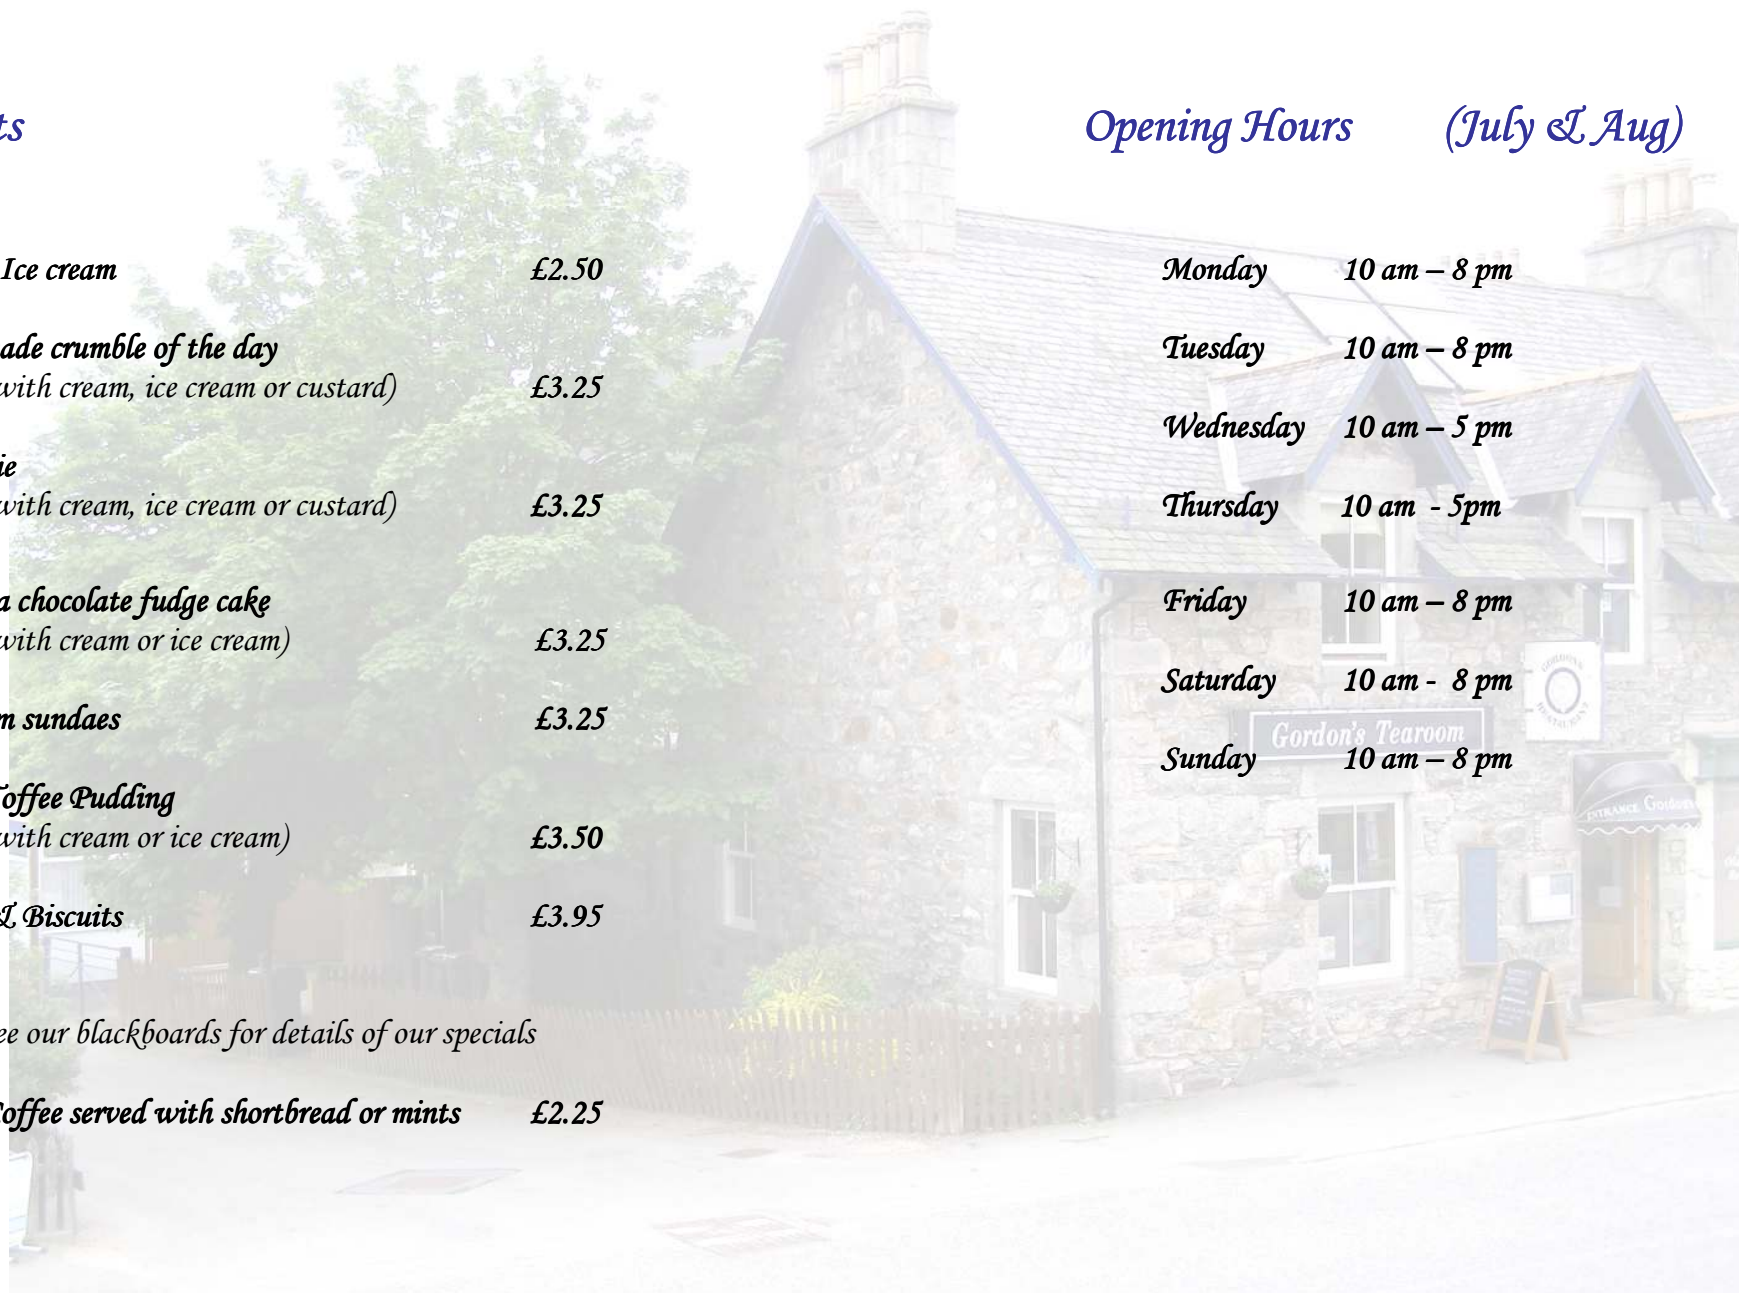 ts
Ice cream £2.50
ade crumble of the day
with cream, ice cream or custard) £3.25
ie
with cream, ice cream or custard) £3.25
a chocolate fudge cake
with cream or ice cream) £3.25
m sundaes £3.25
Toffee Pudding
with cream or ice cream) £3.50
& Biscuits £3.95
ee our blackboards for details of our specials
Coffee served with shortbread or mints £2.25
Opening Hours (July & Aug)
Monday 10 am – 8 pm
Tuesday 10 am – 8 pm
Wednesday 10 am – 5 pm
Thursday 10 am - 5pm
Friday 10 am – 8 pm
Saturday 10 am - 8 pm
Sunday 10 am – 8 pm
GORDON'S
RESTAURANT
Gordon's Tearoom
ENTRANCE